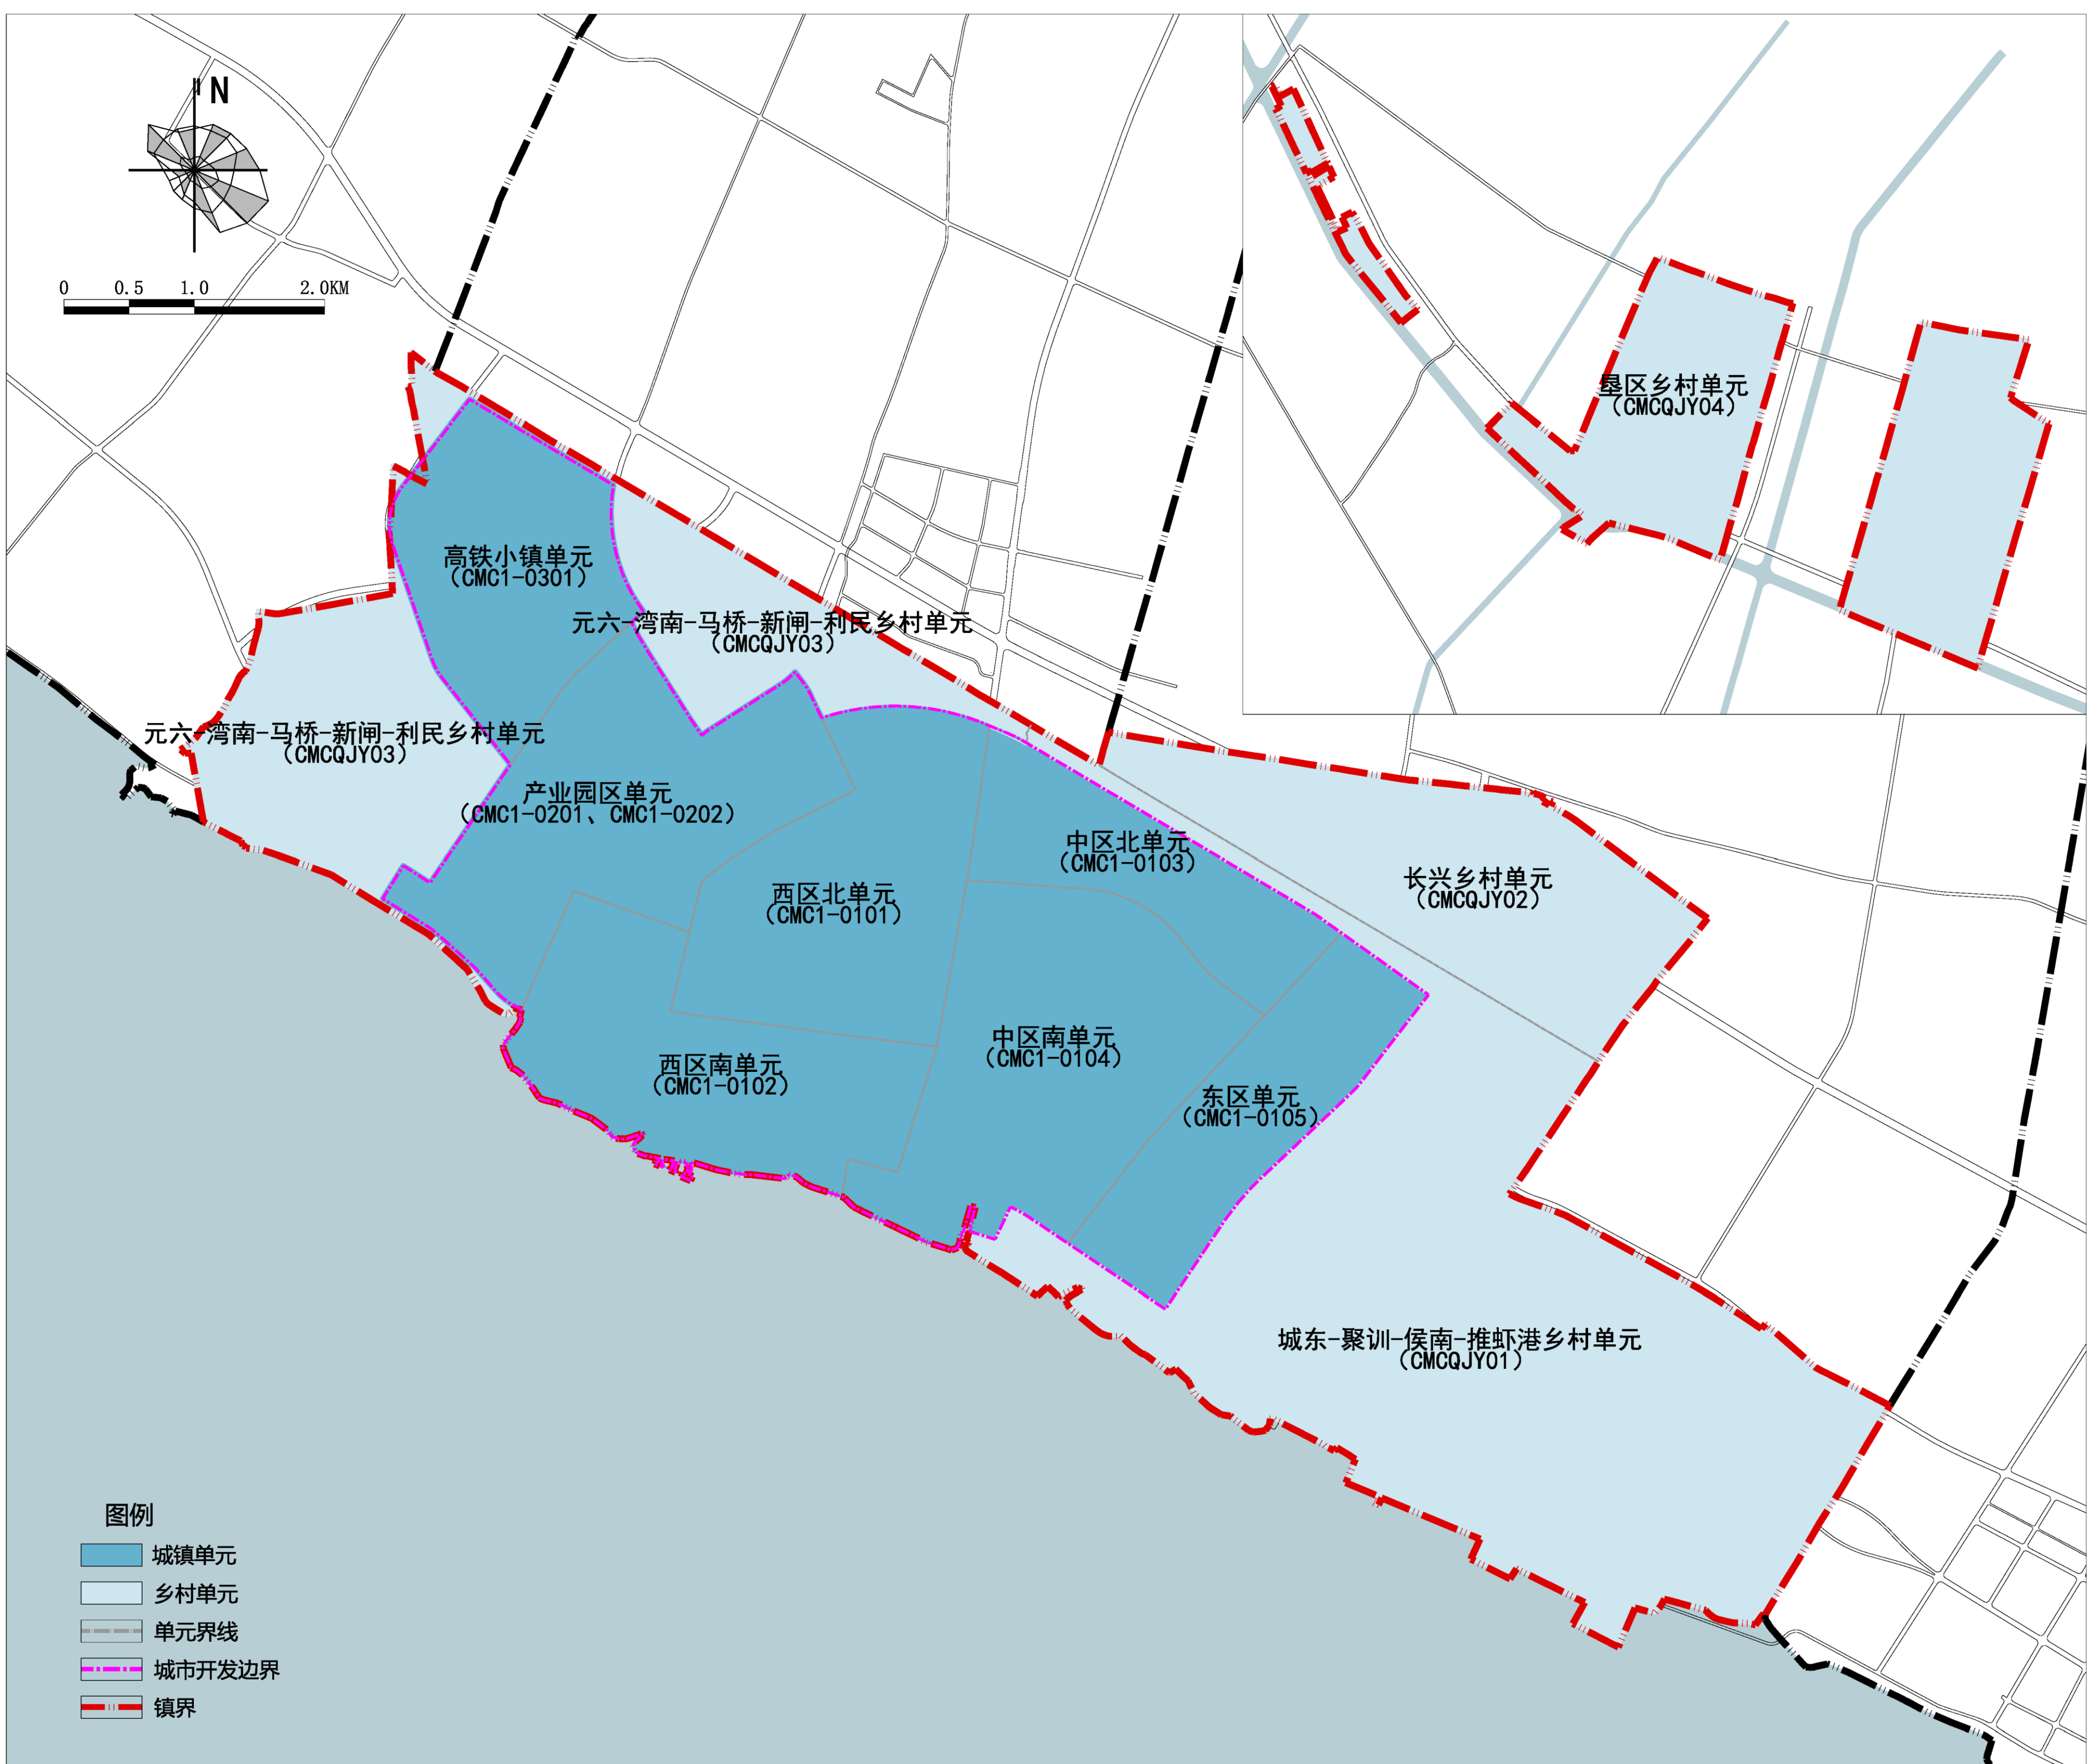 N
0 0.5 1.0 2.0KM
垦区乡村单元
（CMCQJY04）
高铁小镇单元
（CMC1-0301）
元六-湾南-马桥-新闸-利民乡村单元
（CMCQJY03）
元六-湾南-马桥-新闸-利民乡村单元
（CMCQJY03）
产业园区单元
（CMC1-0201、CMC1-0202）
中区北单元
（CMC1-0103）
长兴乡村单元
（CMCQJY02）
西区北单元
（CMC1-0101）
中区南单元
（CMC1-0104）
西区南单元
（CMC1-0102）
东区单元
（CMC1-0105）
城东-聚训-侯南-推虾港乡村单元
（CMCQJY01）
图例
城镇单元
乡村单元
单元界线
城市开发边界
镇界